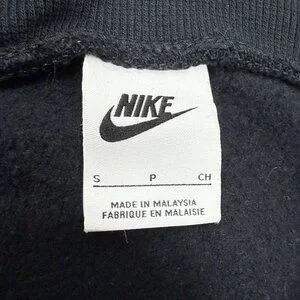 NIKE
S P CH
MADE IN MALAYSIA
FABRIQUE EN MALAISIE